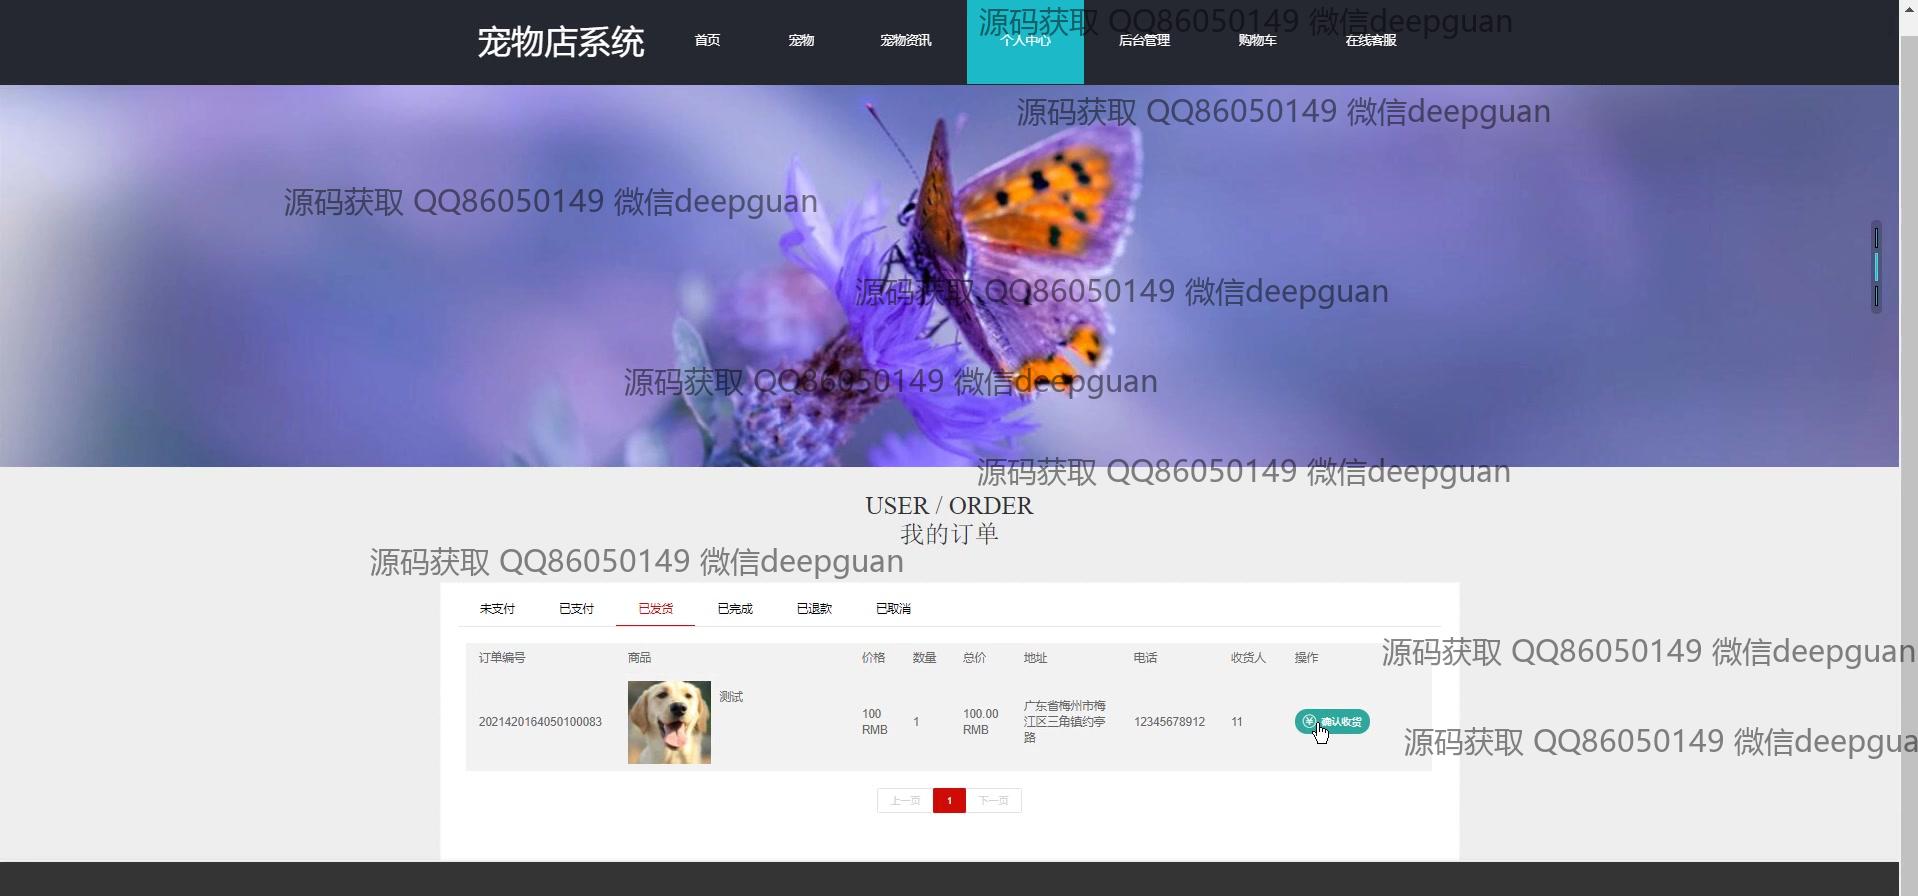 宠物店系统 首页 宠物 宠物资讯 个人中心 后台管理 购物车 在线客服
源码获取 QQ86050149 微信deepguan
源码获取 QQ86050149 微信deepguan
源码获取 QQ86050149 微信deepguan
源码获取 QQ86050149 微信deepguan
源码获取 QQ86050149 微信deepguan
源码获取 QQ86050149 微信deepguan
USER / ORDER
我的订单
源码获取 QQ86050149 微信deepguan
未支付 已支付 已发货 已完成 已退款 已取消
源码获取 QQ86050149 微信deepguan
订单编号 商品 价格 数量 总价 地址 电话 收货人 操作
测试
2021420164050100083 100 RMB 1 100.00 RMB 广东省梅州市梅江区三角镇约亭路 12345678912 11 确认收货
源码获取 QQ86050149 微信deepgua
上一页 1 下一页